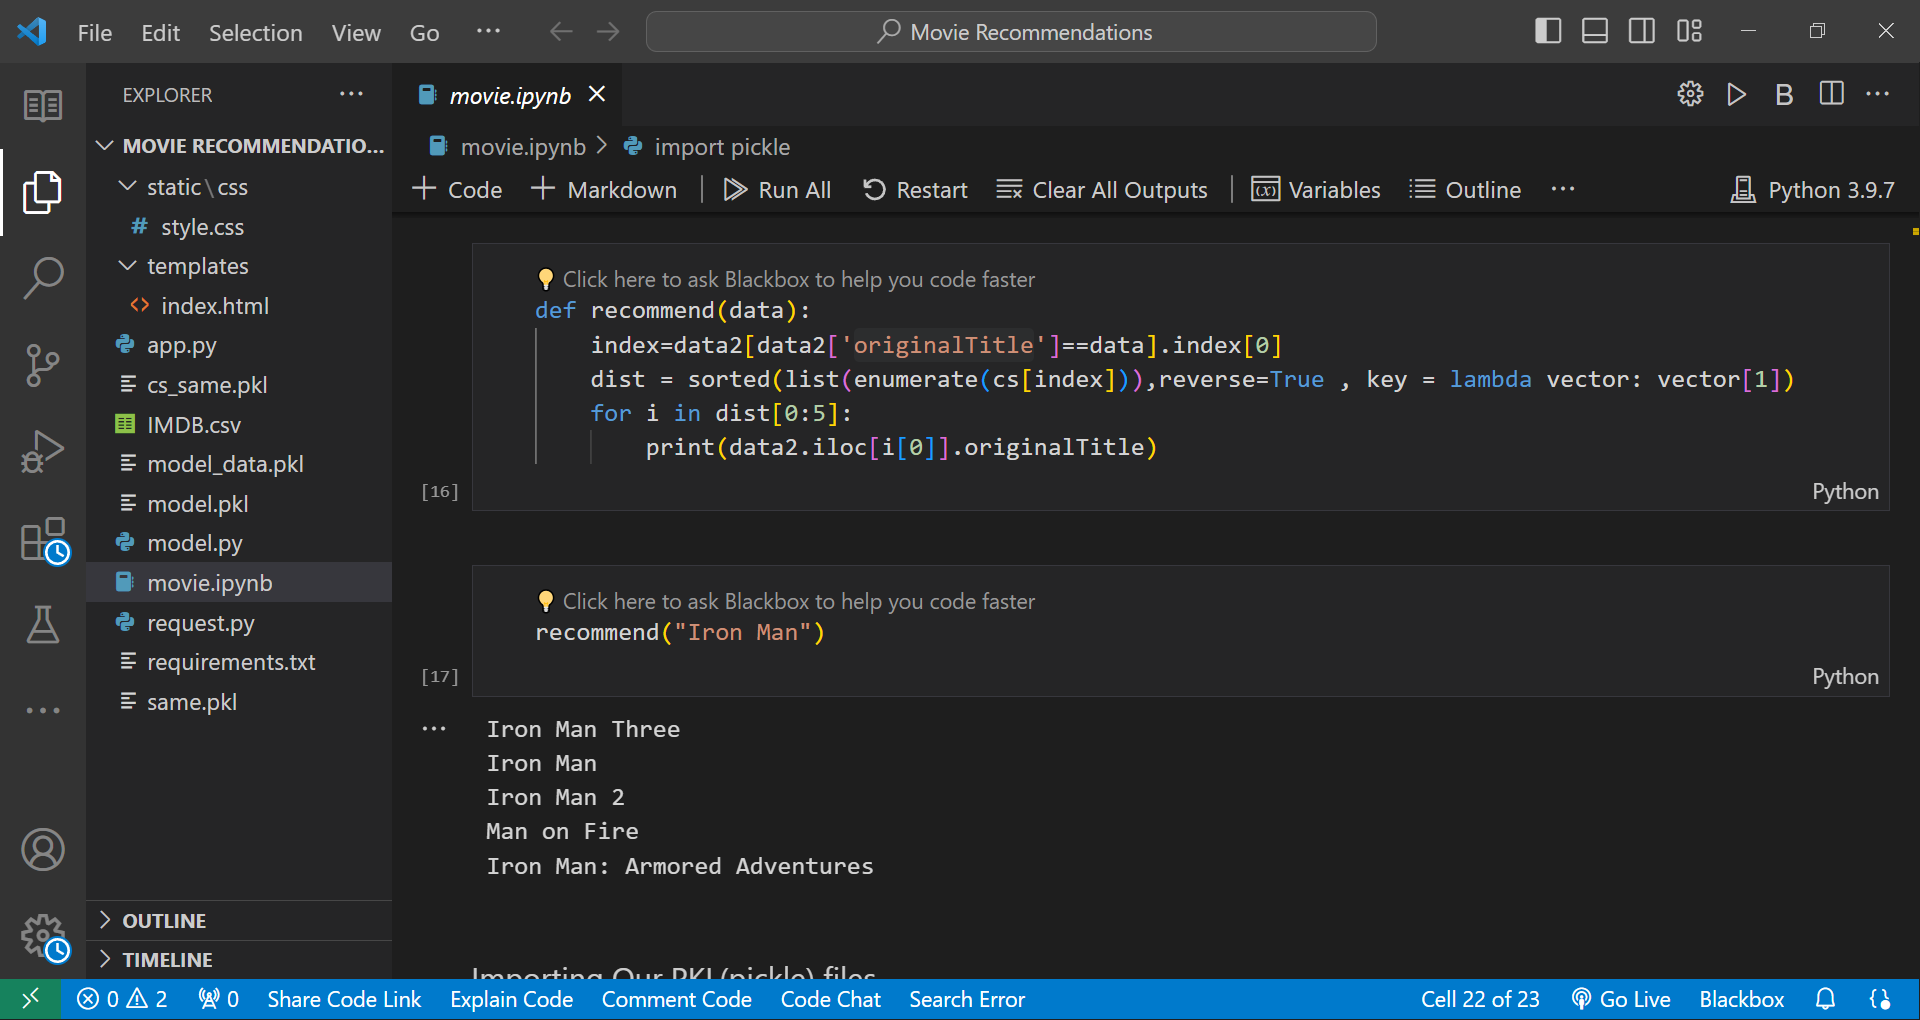 File Edit Selection View Go ··· Movie Recommendations
EXPLORER ···
MOVIE RECOMMENDATIO...
static\css
# style.css
templates
<> index.html
app.py
cs_same.pkl
IMDB.csv
model_data.pkl
model.pkl
model.py
movie.ipynb
request.py
requirements.txt
same.pkl
OUTLINE
TIMELINE
movie.ipynb
B ···
movie.ipynb > import pickle
+ Code + Markdown | Run All Restart Clear All Outputs | Variables Outline ··· Python 3.9.7
Click here to ask Blackbox to help you code faster
def recommend(data):
    index=data2[data2['originalTitle']==data].index[0]
    dist = sorted(list(enumerate(cs[index])),reverse=True , key = lambda vector: vector[1])
    for i in dist[0:5]:
        print(data2.iloc[i[0]].originalTitle)
[16] Python
Click here to ask Blackbox to help you code faster
recommend("Iron Man")
[17] Python
··· Iron Man Three
Iron Man
Iron Man 2
Man on Fire
Iron Man: Armored Adventures
Importing Our PKL(pickle) files
0 2 0 Share Code Link Explain Code Comment Code Code Chat Search Error Cell 22 of 23 Go Live Blackbox